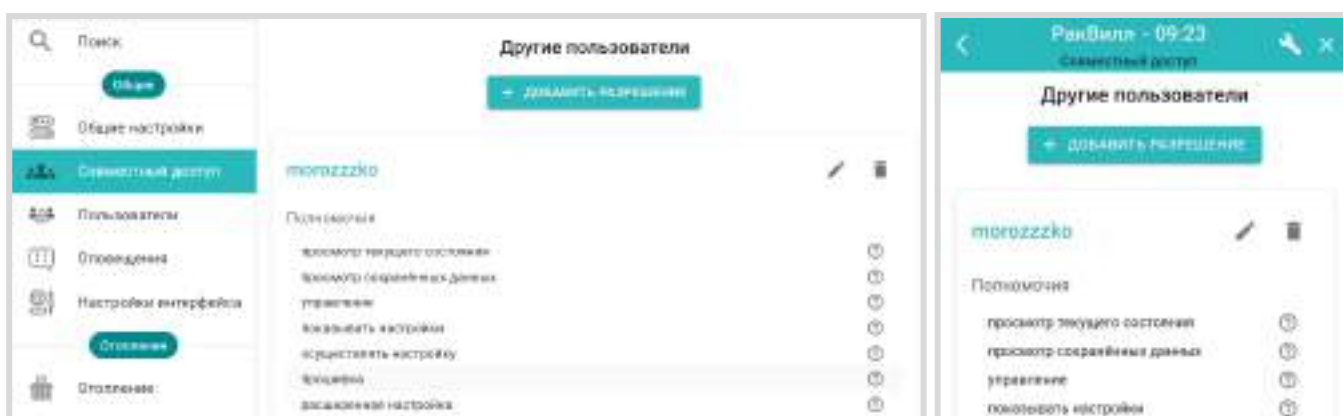 Поиск
Общие
Общие настройки
Совместный доступ
Пользователи
Оповещения
Настройки интерфейса
Отопление
Отопление
Другие пользователи
+ ДОБАВИТЬ РАЗРЕШЕНИЕ
morozzzko
Полномочия
просмотр текущего состояния
просмотр сохранённых данных
управление
показывать настройки
осуществлять настройку
прошивка
расширенная настройка
РакВилл - 09:23
Совместный доступ
Другие пользователи
+ ДОБАВИТЬ РАЗРЕШЕНИЕ
morozzzko
Полномочия
просмотр текущего состояния
просмотр сохранённых данных
управление
показывать настройки